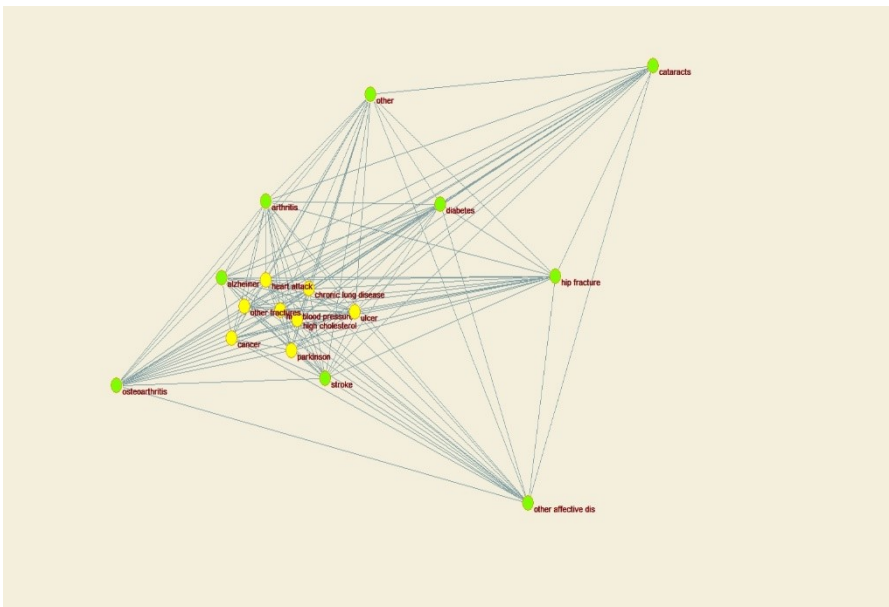 cataracts
other
arthritis
diabetes
alzheimer
heart attack
hip fracture
chronic lung disease
other fractures
blood pressure
ulcer
high cholesterol
cancer
parkinson
stroke
osteoarthritis
other affective dis